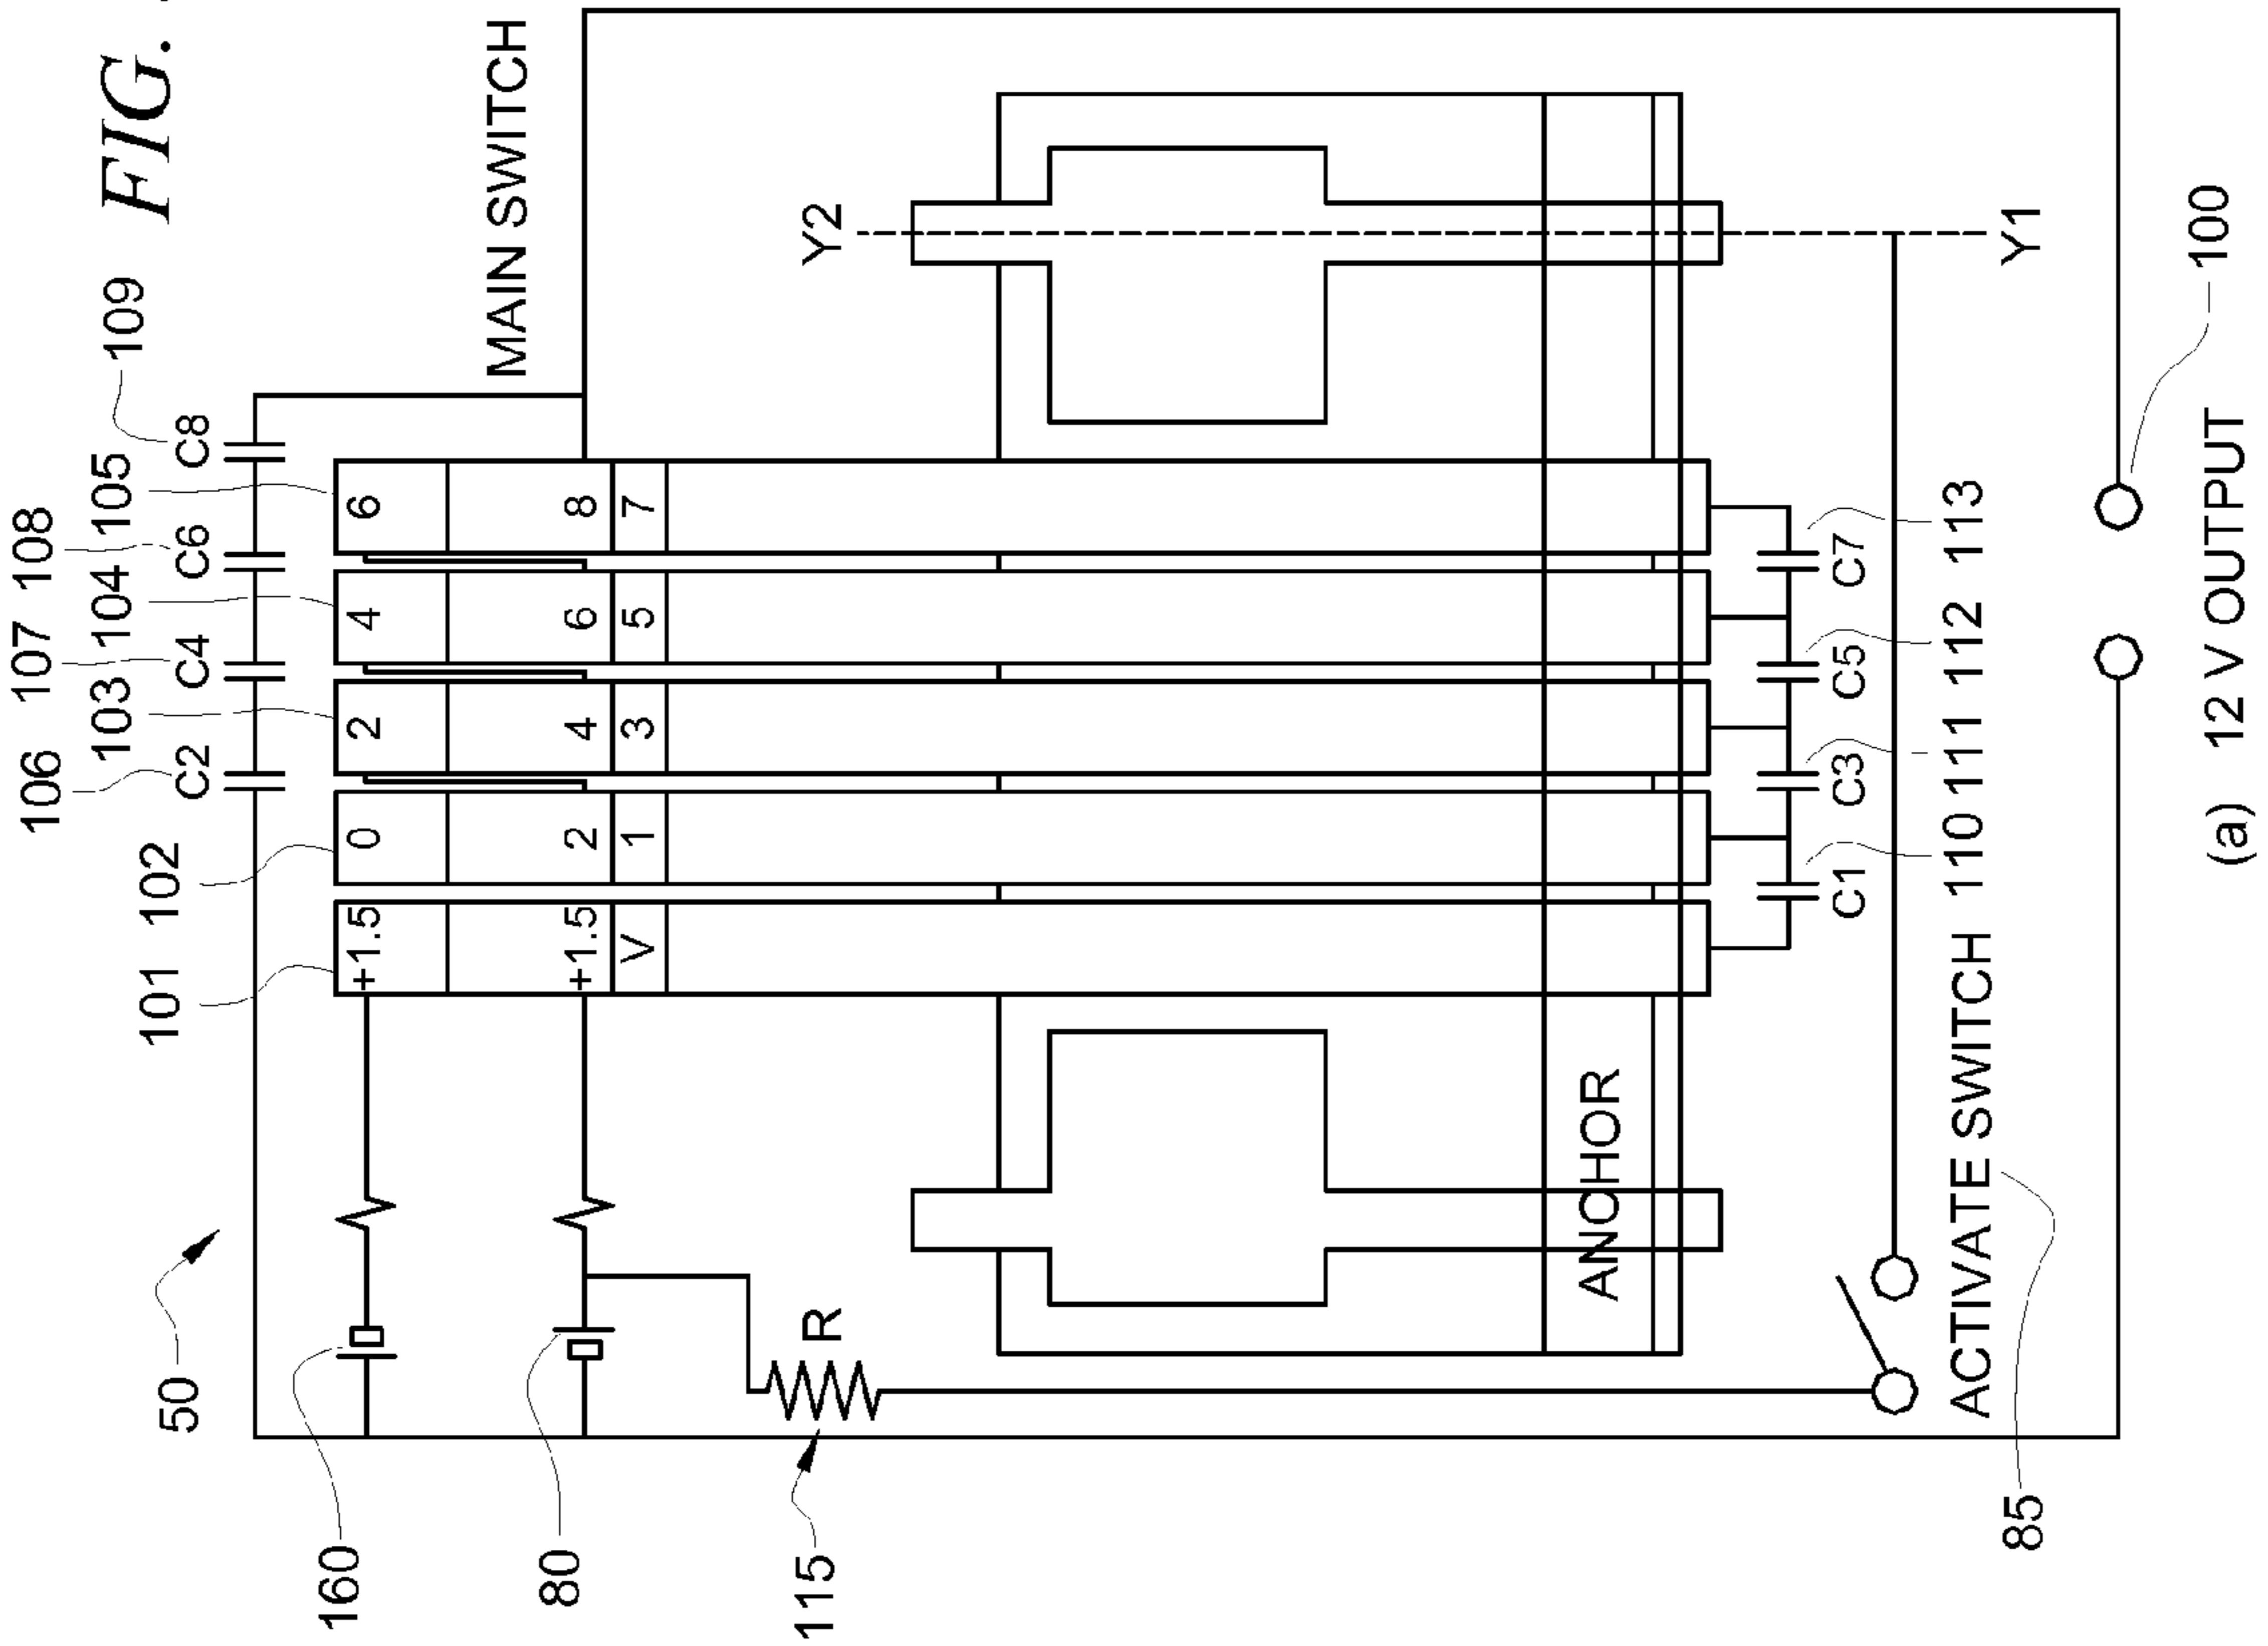 FIG.
50
106 107 108 109
101 102 103 104 105
C2 C4 C6 C8
+1.5 0 2 4 6
MAIN SWITCH
+1.5 2 4 6 8
V 1 3 5 7
160
80
115
R
Y2
ANCHOR
C1 C3 C5 C7
110 111 112 113
ACTIVATE SWITCH
Y1
85
100
(a) 12 V OUTPUT